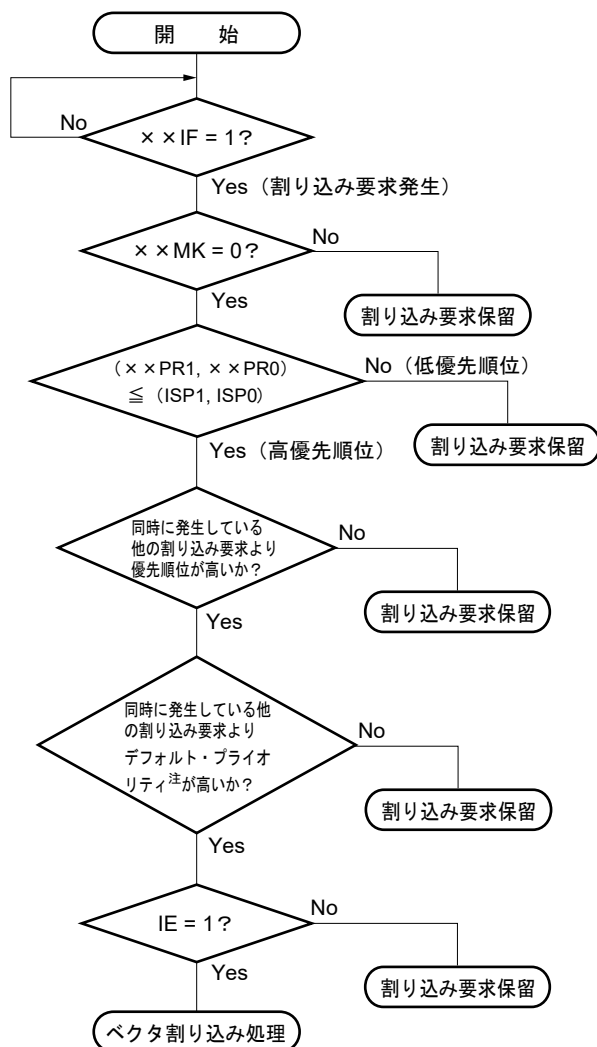 開 始
No
××IF = 1？
Yes（割り込み要求発生）
××MK = 0？
No
Yes
割り込み要求保留
（××PR1, ××PR0）
≦（ISP1, ISP0）
No（低優先順位）
Yes（高優先順位）
割り込み要求保留
同時に発生している
他の割り込み要求より
優先順位が高いか？
No
Yes
割り込み要求保留
同時に発生している他
の割り込み要求より
デフォルト・プライオ
リティ注が高いか？
No
Yes
割り込み要求保留
IE = 1？
No
Yes
割り込み要求保留
ベクタ割り込み処理